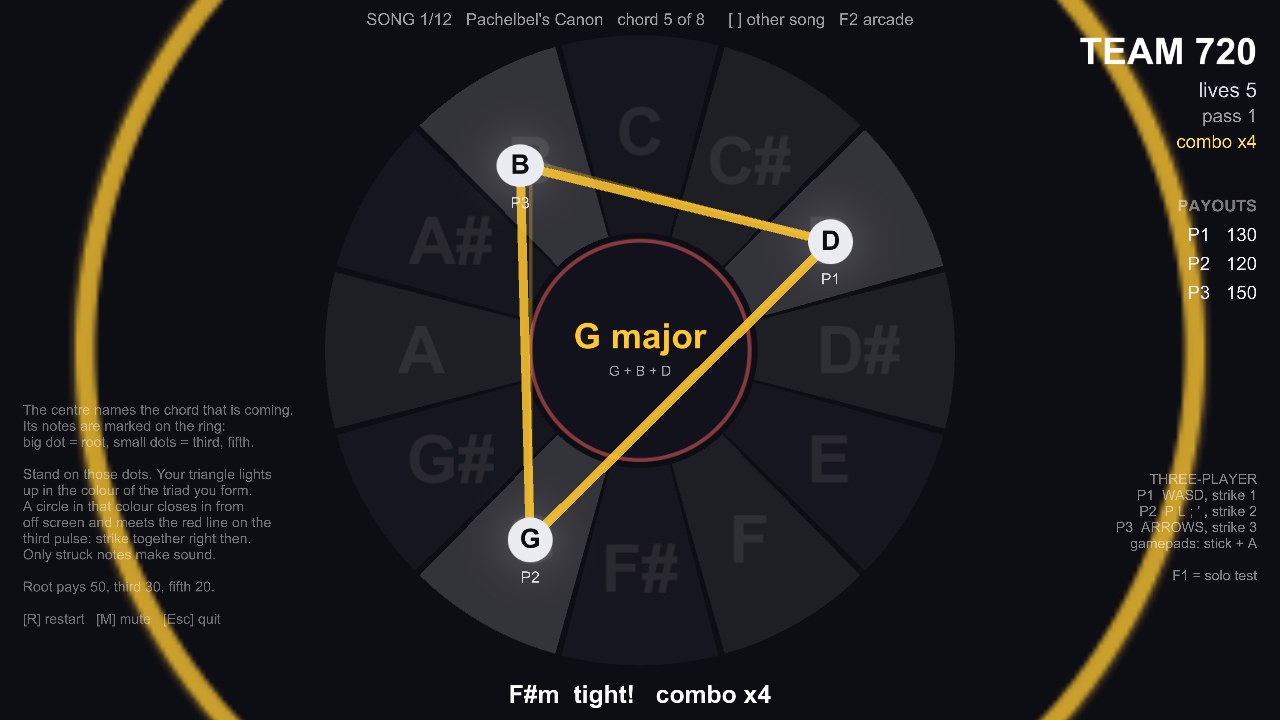 SONG 1/12   Pachelbel's Canon   chord 5 of 8     [ ] other song   F2 arcade
TEAM 720
lives 5
pass 1
combo x4
PAYOUTS
P1   130
P2   120
P3   150
C
C#
D#
E
F
F#
G#
A
A#
B
P3
D
P1
G
P2
G major
G + B + D
The centre names the chord that is coming.
Its notes are marked on the ring:
big dot = root, small dots = third, fifth.
Stand on those dots. Your triangle lights
up in the colour of the triad you form.
A circle in that colour closes in from
off screen and meets the red line on the
third pulse: strike together right then.
Only struck notes make sound.
Root pays 50, third 30, fifth 20.
[R] restart   [M] mute   [Esc] quit
THREE-PLAYER
P1  WASD, strike 1
P2  P L ; ' , strike 2
P3  ARROWS, strike 3
gamepads: stick + A
F1 = solo test
F#m  tight!   combo x4